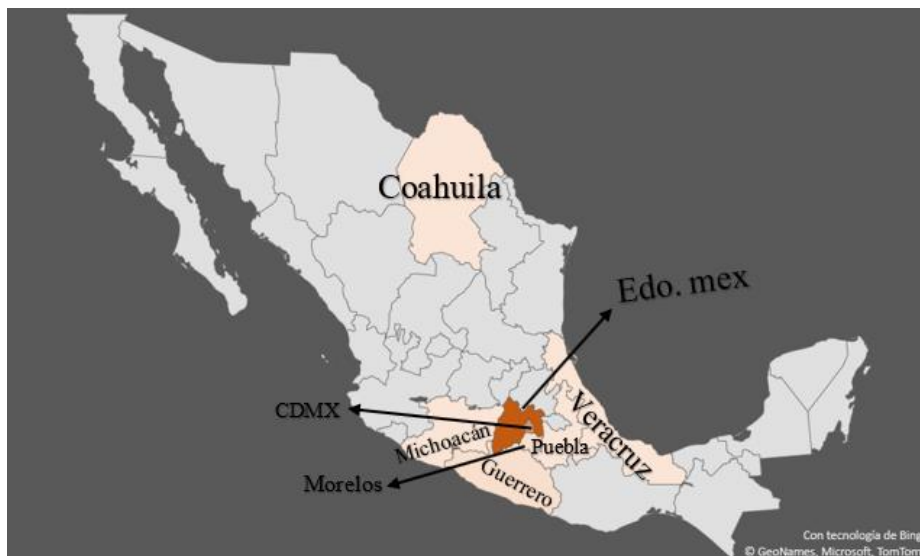 Coahuila
Edo. mex
CDMX
Michoacán
Puebla
Veracruz
Morelos
Guerrero
Con tecnología de Bing
© GeoNames, Microsoft, TomTom